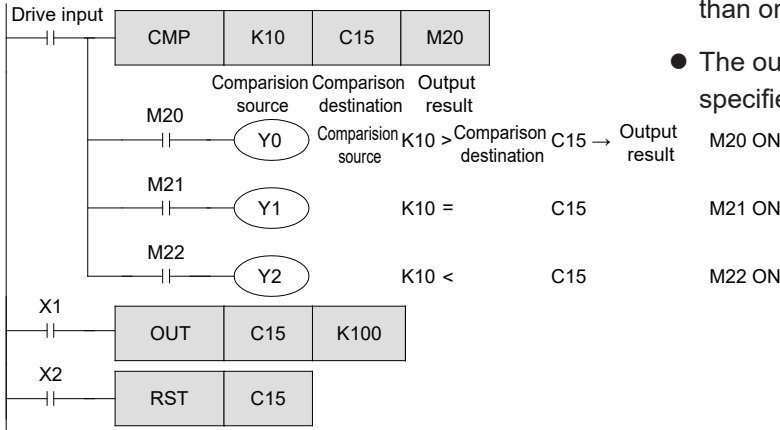 Drive input
than or
CMP K10 C15 M20
● The ou
Comparision Comparison Output
source destination result
specifie
M20
Y0 Comparision K10 > Comparison C15 → Output M20 ON
source destination result
M21
Y1 K10 = C15 M21 ON
M22
Y2 K10 < C15 M22 ON
X1
OUT C15 K100
X2
RST C15